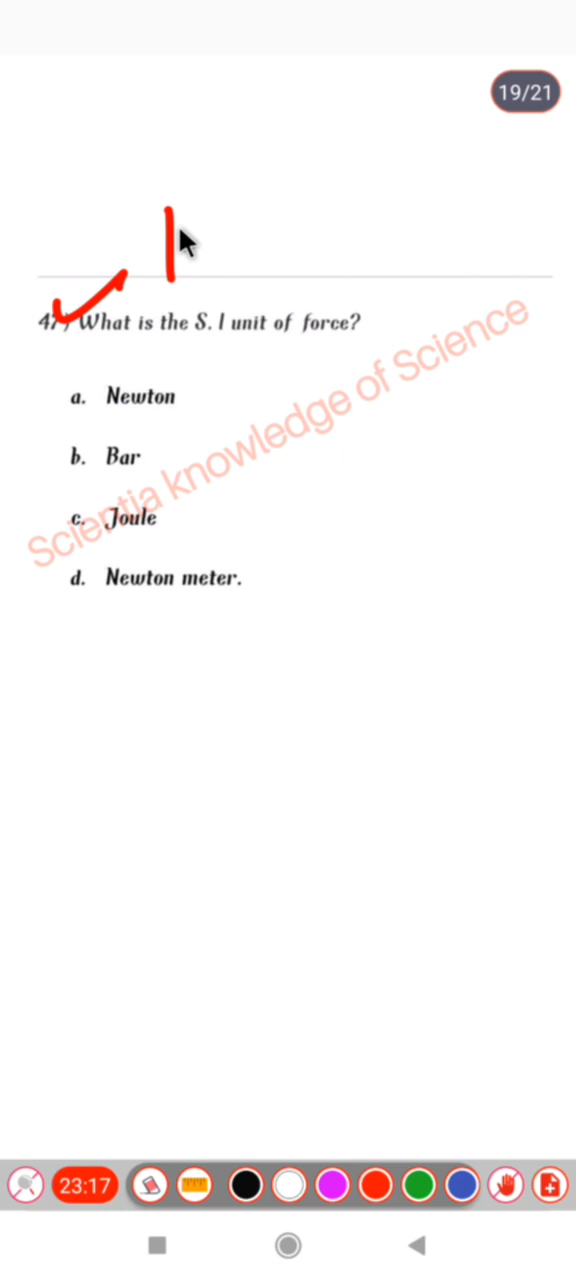 19/21
47) What is the S. I unit of force?
a. Newton
b. Bar
c. Joule
d. Newton meter.
Scientia knowledge of Science
23:17